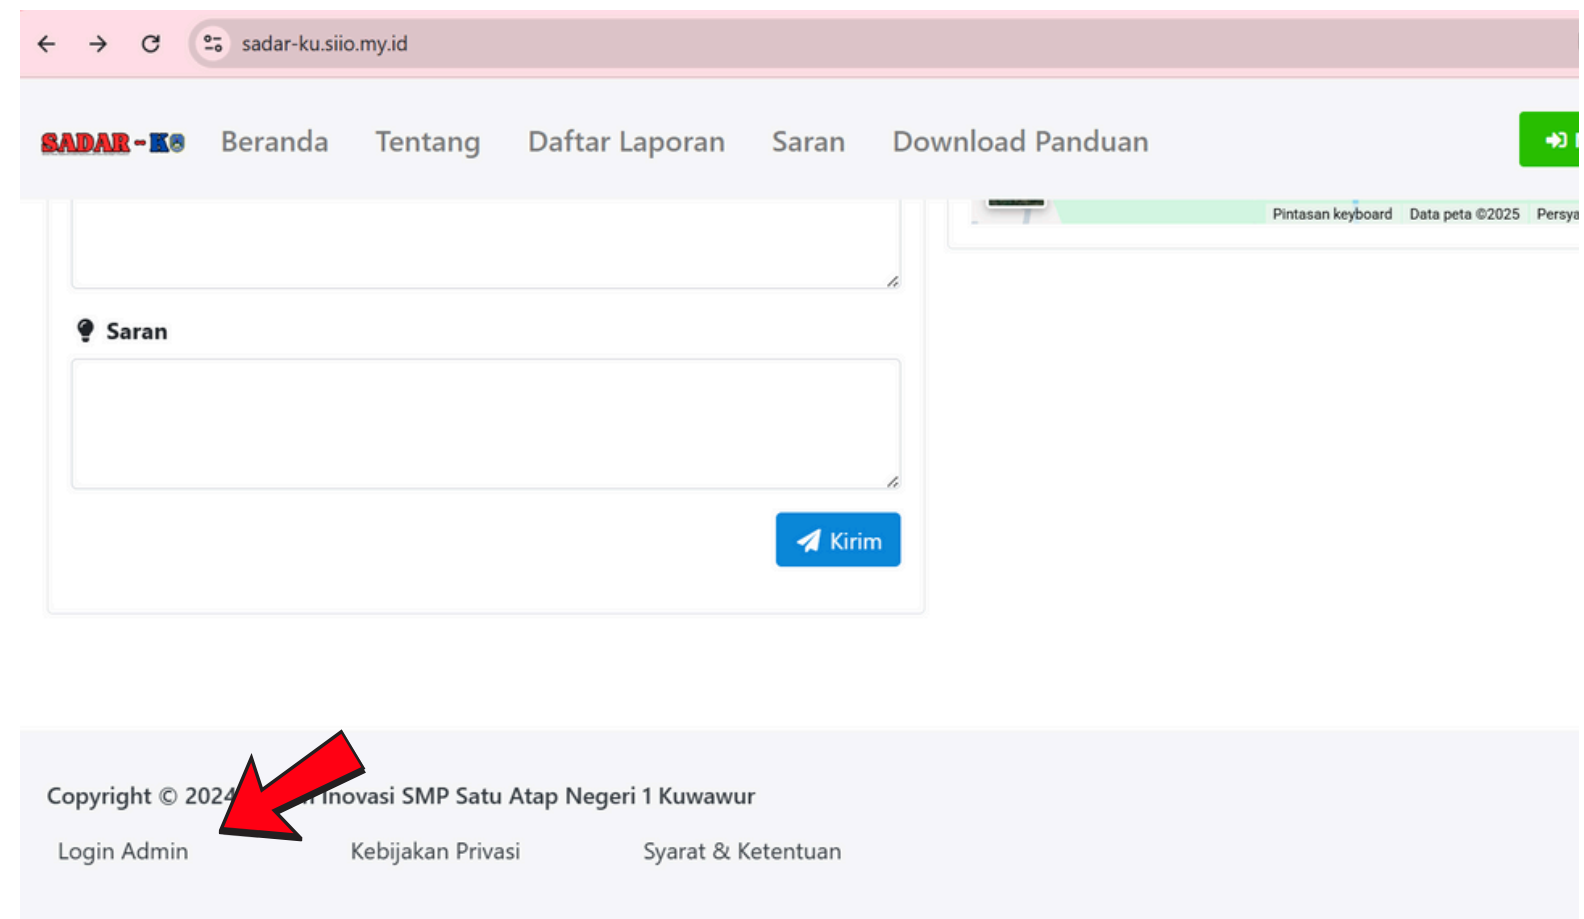 sadar-ku.siio.my.id
SADAR-KU Beranda Tentang Daftar Laporan Saran Download Panduan
Pintasan keyboard Data peta ©2025
Saran
Kirim
Copyright © 2024 Inovasi SMP Satu Atap Negeri 1 Kuwawur
Login Admin Kebijakan Privasi Syarat & Ketentuan